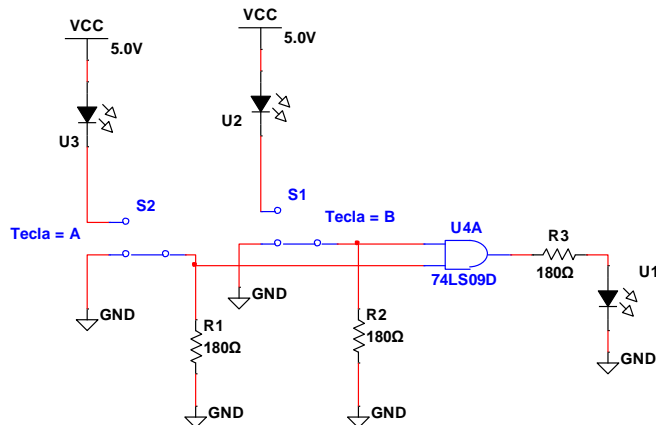 VCC
5.0V
U3
VCC
5.0V
U2
S2
Tecla = A
S1
Tecla = B
U4A
74LS09D
R3
180Ω
U1
GND
GND
R1
180Ω
R2
180Ω
GND
GND
GND